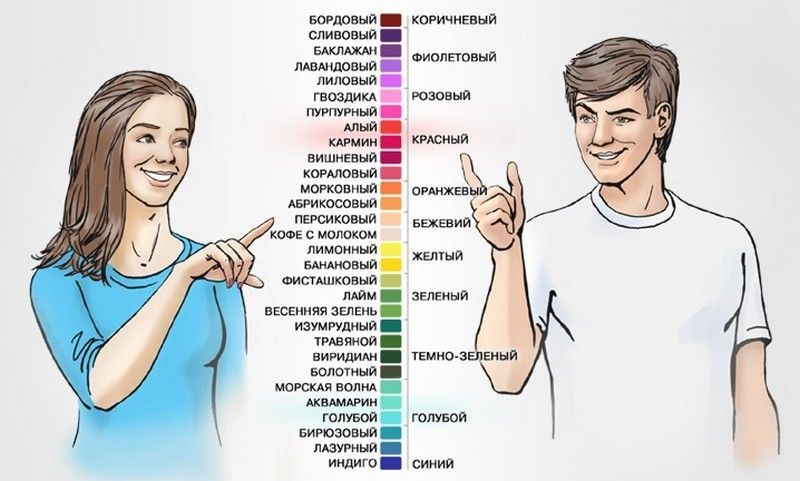 БОРДОВЫЙ
СЛИВОВЫЙ
БАКЛАЖАН
ЛАВАНДОВЫЙ
ЛИЛОВЫЙ
ГВОЗДИКА
ПУРПУРНЫЙ
АЛЫЙ
КАРМИН
ВИШНЕВЫЙ
КОРАЛОВЫЙ
МОРКОВНЫЙ
АБРИКОСОВЫЙ
ПЕРСИКОВЫЙ
КОФЕ С МОЛОКОМ
ЛИМОННЫЙ
БАНАНОВЫЙ
ФИСТАШКОВЫЙ
ЛАЙМ
ВЕСЕННЯЯ ЗЕЛЕНЬ
ИЗУМРУДНЫЙ
ТРАВЯНОЙ
ВИРИДИАН
БОЛОТНЫЙ
МОРСКАЯ ВОЛНА
АКВАМАРИН
ГОЛУБОЙ
БИРЮЗОВЫЙ
ЛАЗУРНЫЙ
ИНДИГО
КОРИЧНЕВЫЙ
ФИОЛЕТОВЫЙ
РОЗОВЫЙ
КРАСНЫЙ
ОРАНЖЕВЫЙ
БЕЖЕВИЙ
ЖЕЛТЫЙ
ЗЕЛЕНЫЙ
ТЕМНО-ЗЕЛЕНЫЙ
ГОЛУБОЙ
СИНИЙ